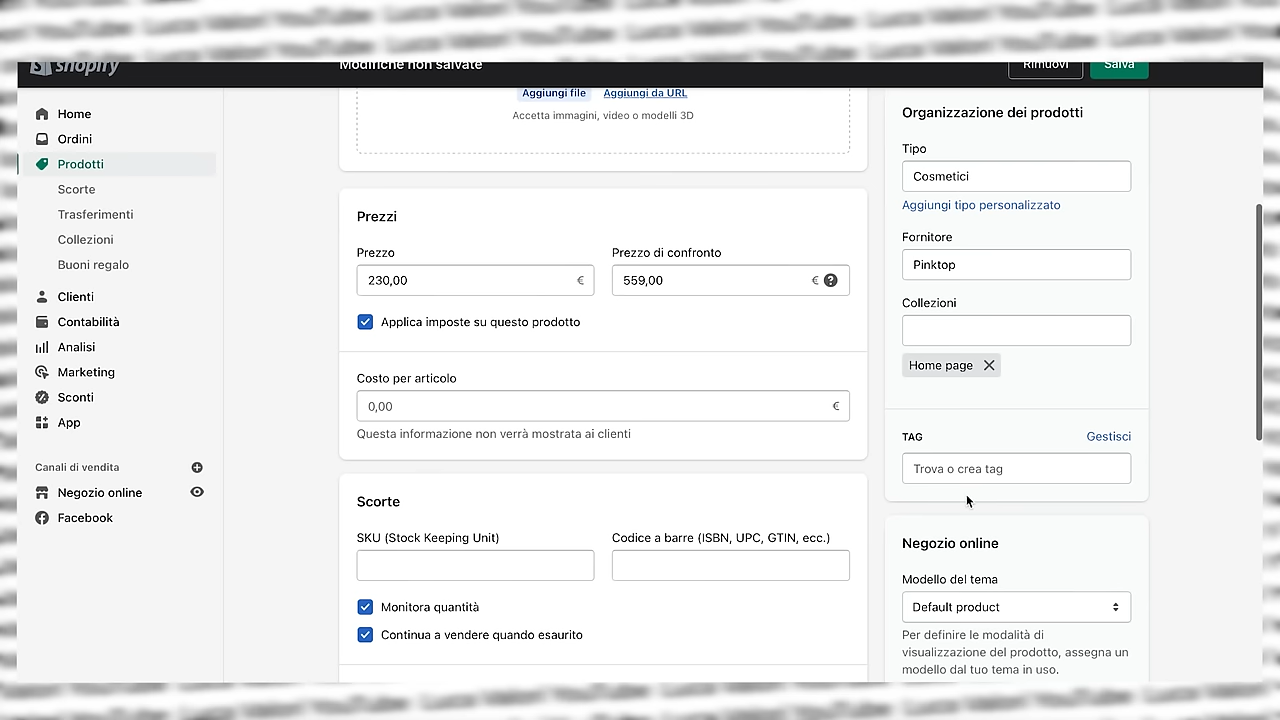 shopify
Modifiche non salvate
Rimuovi
Salva
Home
Ordini
Prodotti
Scorte
Trasferimenti
Collezioni
Buoni regalo
Clienti
Contabilità
Analisi
Marketing
Sconti
App
Canali di vendita
Negozio online
Facebook
Aggiungi file
Aggiungi da URL
Accetta immagini, video o modelli 3D
Prezzi
Prezzo
Prezzo di confronto
230,00 €
559,00 € ?
Applica imposte su questo prodotto
Costo per articolo
0,00 €
Questa informazione non verrà mostrata ai clienti
Scorte
SKU (Stock Keeping Unit)
Codice a barre (ISBN, UPC, GTIN, ecc.)
Monitora quantità
Continua a vendere quando esaurito
Organizzazione dei prodotti
Tipo
Cosmetici
Aggiungi tipo personalizzato
Fornitore
Pinktop
Collezioni
Home page
TAG
Gestisci
Trova o crea tag
Negozio online
Modello del tema
Default product
Per definire le modalità di
visualizzazione del prodotto, assegna un
modello dal tuo tema in uso.